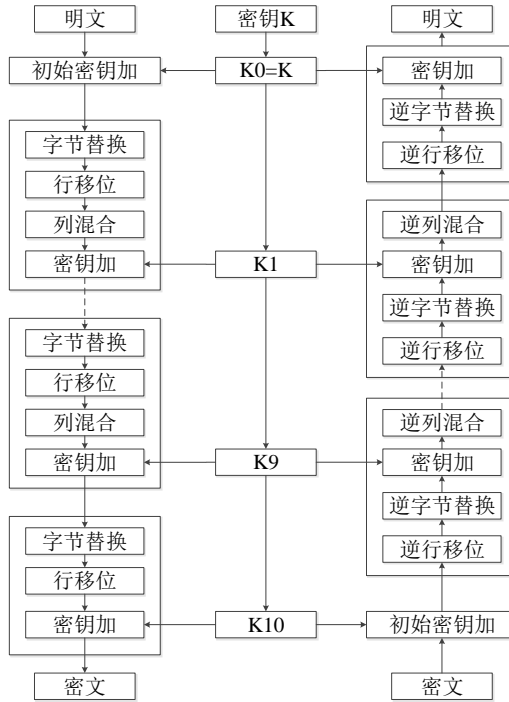 明文
初始密钥加
字节替换
行移位
列混合
密钥加
字节替换
行移位
列混合
密钥加
字节替换
行移位
密钥加
密文
密钥K
K0=K
K1
K9
K10
明文
密钥加
逆字节替换
逆行移位
逆列混合
密钥加
逆字节替换
逆行移位
逆列混合
密钥加
逆字节替换
逆行移位
初始密钥加
密文